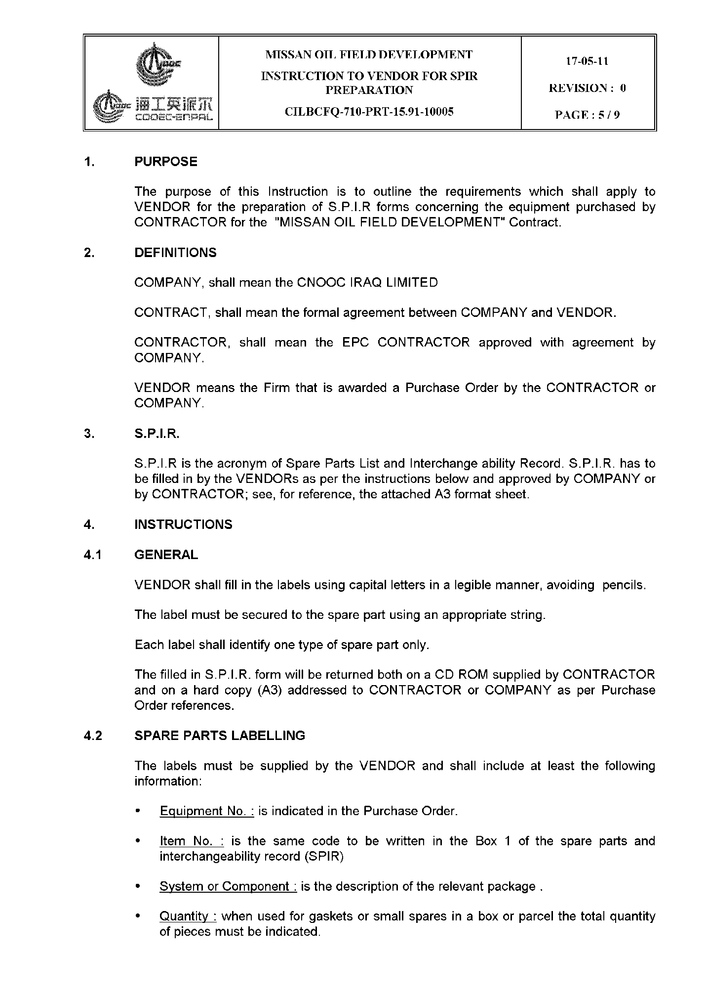 MISSAN OIL FIELD DEVELOPMENT
INSTRUCTION TO VENDOR FOR SPIR
PREPARATION
CILBCFQ-710-PRT-15.91-10005
17-05-11
REVISION : 0
PAGE : 5 / 9
海工英派尔
COOEC-ENPAL
1. PURPOSE
The purpose of this Instruction is to outline the requirements which shall apply to
VENDOR for the preparation of S.P.I.R forms concerning the equipment purchased by
CONTRACTOR for the "MISSAN OIL FIELD DEVELOPMENT" Contract.
2. DEFINITIONS
COMPANY, shall mean the CNOOC IRAQ LIMITED
CONTRACT, shall mean the formal agreement between COMPANY and VENDOR.
CONTRACTOR, shall mean the EPC CONTRACTOR approved with agreement by
COMPANY.
VENDOR means the Firm that is awarded a Purchase Order by the CONTRACTOR or
COMPANY.
3. S.P.I.R.
S.P.I.R is the acronym of Spare Parts List and Interchange ability Record. S.P.I.R. has to
be filled in by the VENDORs as per the instructions below and approved by COMPANY or
by CONTRACTOR; see, for reference, the attached A3 format sheet.
4. INSTRUCTIONS
4.1 GENERAL
VENDOR shall fill in the labels using capital letters in a legible manner, avoiding pencils.
The label must be secured to the spare part using an appropriate string.
Each label shall identify one type of spare part only.
The filled in S.P.I.R. form will be returned both on a CD ROM supplied by CONTRACTOR
and on a hard copy (A3) addressed to CONTRACTOR or COMPANY as per Purchase
Order references.
4.2 SPARE PARTS LABELLING
The labels must be supplied by the VENDOR and shall include at least the following
information:
• Equipment No. : is indicated in the Purchase Order.
• Item No. : is the same code to be written in the Box 1 of the spare parts and
interchangeability record (SPIR)
• System or Component : is the description of the relevant package .
• Quantity : when used for gaskets or small spares in a box or parcel the total quantity
of pieces must be indicated.